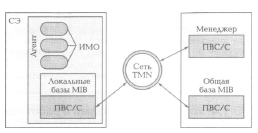 СЭ
Агент
ИМО
Локальные
базы MIB
ПВС/С
Сеть
TMN
Менеджер
ПВС/С
Общая
база MIB
ПВС/С